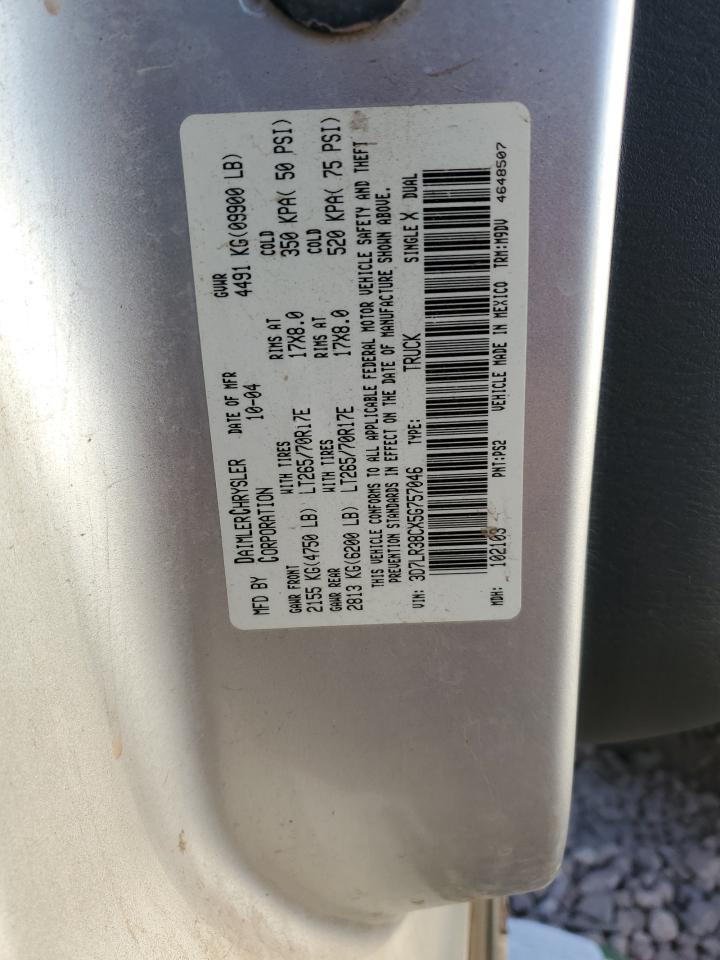 MFD BY DAIMLERCHRYSLER CORPORATION DATE OF MFR 10-04 GVWR 4491 KG(09900 LB)
GAWR FRONT WITH TIRES RIMS AT COLD
2155 KG(4750 LB) LT265/70R17E 17X8.0 350 KPA( 50 PSI)
GAWR REAR WITH TIRES RIMS AT COLD
2813 KG(6200 LB) LT265/70R17E 17X8.0 520 KPA( 75 PSI)
THIS VEHICLE CONFORMS TO ALL APPLICABLE FEDERAL MOTOR VEHICLE SAFETY AND THEFT
PREVENTION STANDARDS IN EFFECT ON THE DATE OF MANUFACTURE SHOWN ABOVE.
VIN: 3D7LR38CX5G757046 TYPE: TRUCK SINGLE X DUAL
MDH: 102103 PNT:PS2 VEHICLE MADE IN MEXICO TRM:M9DV 4648507